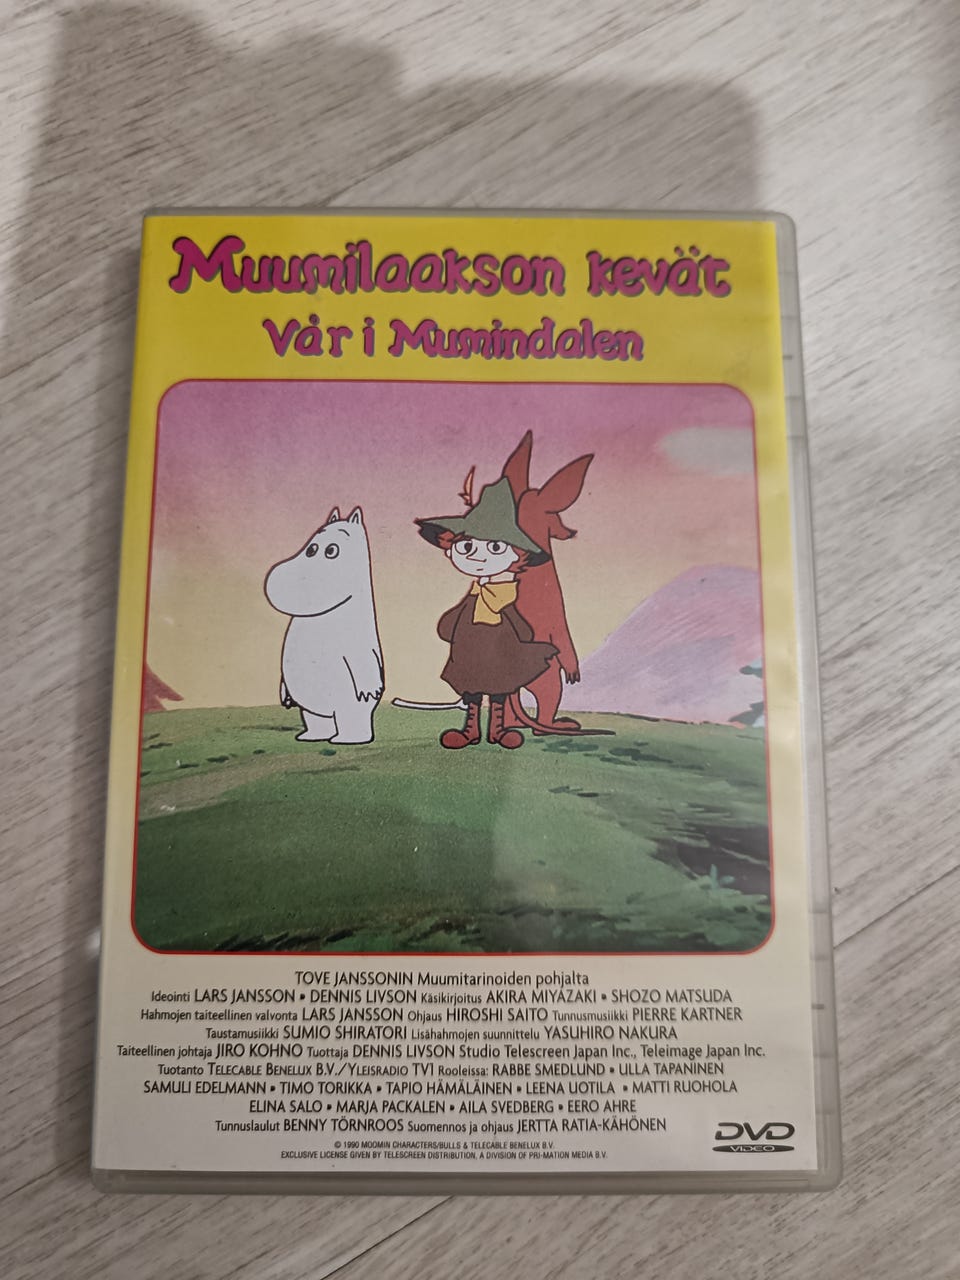 Muumilaakson kevät
Vår i Mumindalen
TOVE JANSSONIN Muumitarinoiden pohjalta
Ideointi LARS JANSSON • DENNIS LIVSON Käsikirjoitus AKIRA MIYAZAKI • SHOZO MATSUDA
Hahmojen taiteellinen valvonta LARS JANSSON Ohjaus HIROSHI SAITO Tunnusmusiikki PIERRE KARTNER
Taustamusiikki SUMIO SHIRATORI Lisähahmojen suunnittelu YASUHIRO NAKURA
Taiteellinen johtaja JIRO KOHNO Tuottaja DENNIS LIVSON Studio Telescreen Japan Inc., Teleimage Japan Inc.
Tuotanto TELECABLE BENELUX B.V./YLEISRADIO TV1 Rooleissa: RABBE SMEDLUND • ULLA TAPANINEN
SAMULI EDELMANN • TIMO TORIKKA • TAPIO HÄMÄLÄINEN • LEENA UOTILA • MATTI RUOHOLA
ELINA SALO • MARJA PACKALEN • AILA SVEDBERG • EERO AHRE
Tunnuslaulut BENNY TÖRNROOS Suomennos ja ohjaus JERTTA RATIA-KÄHÖNEN
© 1990 MOOMIN CHARACTERS/BULLS & TELECABLE BENELUX B.V.
EXCLUSIVE LICENSE GIVEN BY TELESCREEN DISTRIBUTION, A DIVISION OF PRI-MATION MEDIA B.V.
DVD
VIDEO